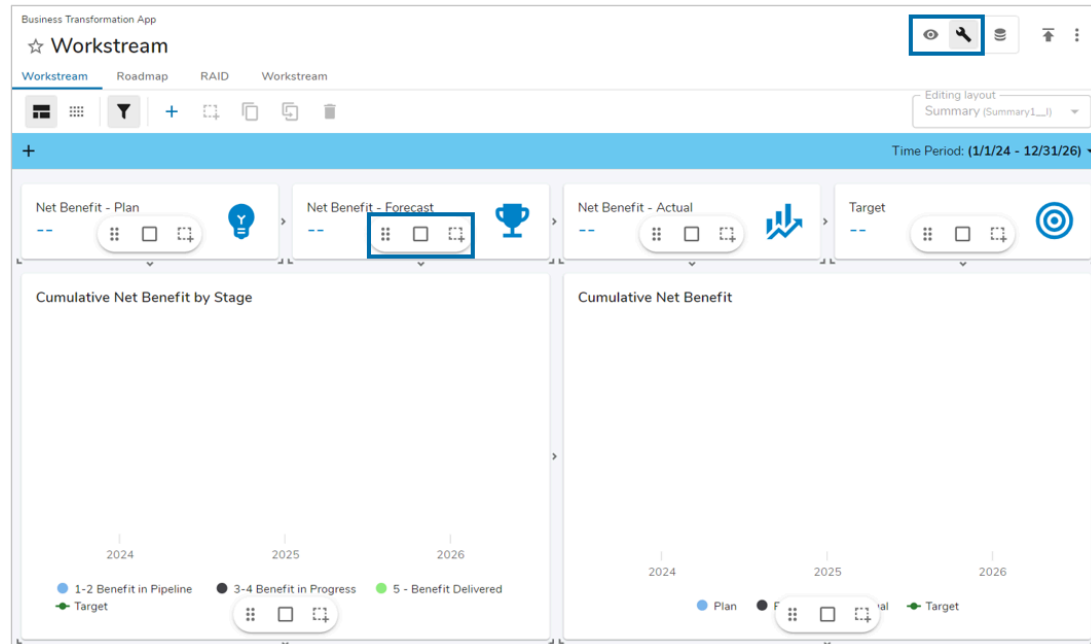 Business Transformation App
Workstream
Workstream Roadmap RAID Workstream
Editing layout
Summary (Summary1__I)
Time Period: (1/1/24 - 12/31/26)
Net Benefit - Plan
--
Net Benefit - Forecast
--
Net Benefit - Actual
--
Target
--
Cumulative Net Benefit by Stage
2024 2025 2026
1-2 Benefit in Pipeline 3-4 Benefit in Progress 5 - Benefit Delivered
Target
Cumulative Net Benefit
2024 2025 2026
Plan Target